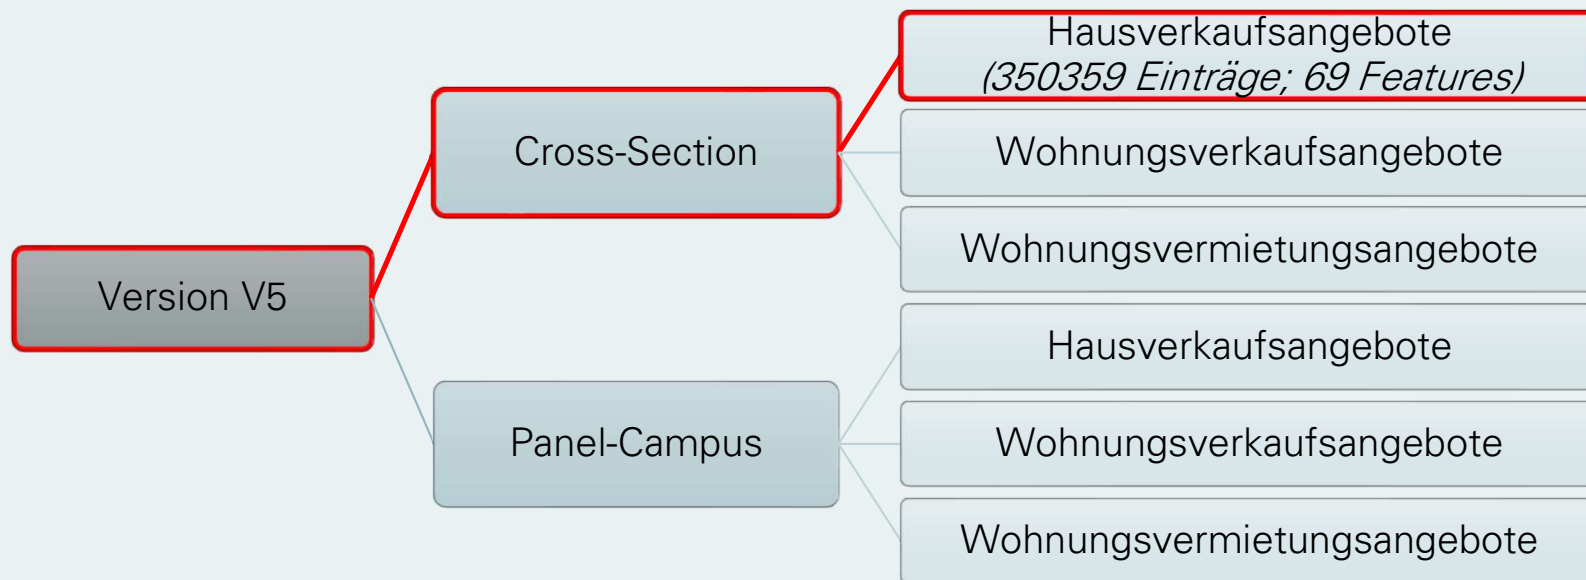 Version V5
Cross-Section
Hausverkaufsangebote
(350359 Einträge; 69 Features)
Wohnungsverkaufsangebote
Wohnungsvermietungsangebote
Panel-Campus
Hausverkaufsangebote
Wohnungsverkaufsangebote
Wohnungsvermietungsangebote